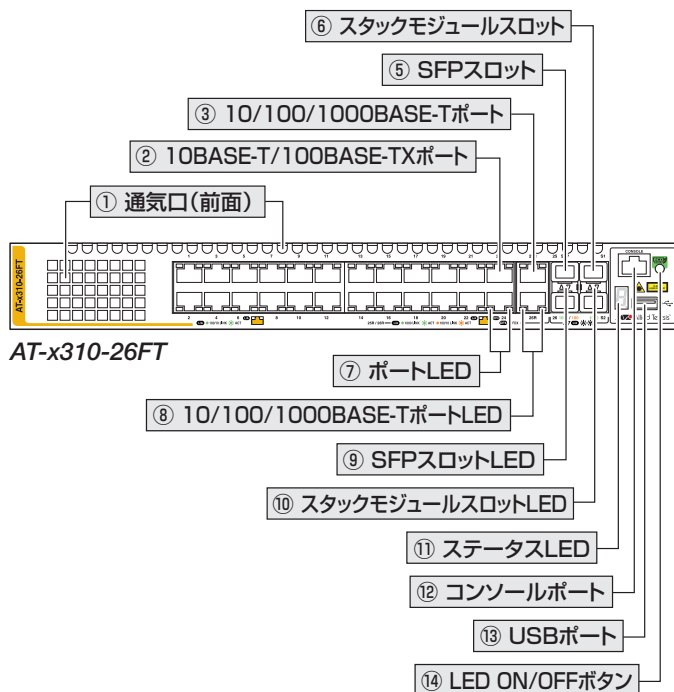 ⑥ スタックモジュールスロット
⑤ SFPスロット
③ 10/100/1000BASE-Tポート
② 10BASE-T/100BASE-TXポート
① 通気口(前面)
AT-x310-26FT
CONSOLE
AT-x310-26FT
⑦ ポートLED
⑧ 10/100/1000BASE-TポートLED
⑨ SFPスロットLED
⑩ スタックモジュールスロットLED
⑪ ステータスLED
⑫ コンソールポート
⑬ USBポート
⑭ LED ON/OFFボタン